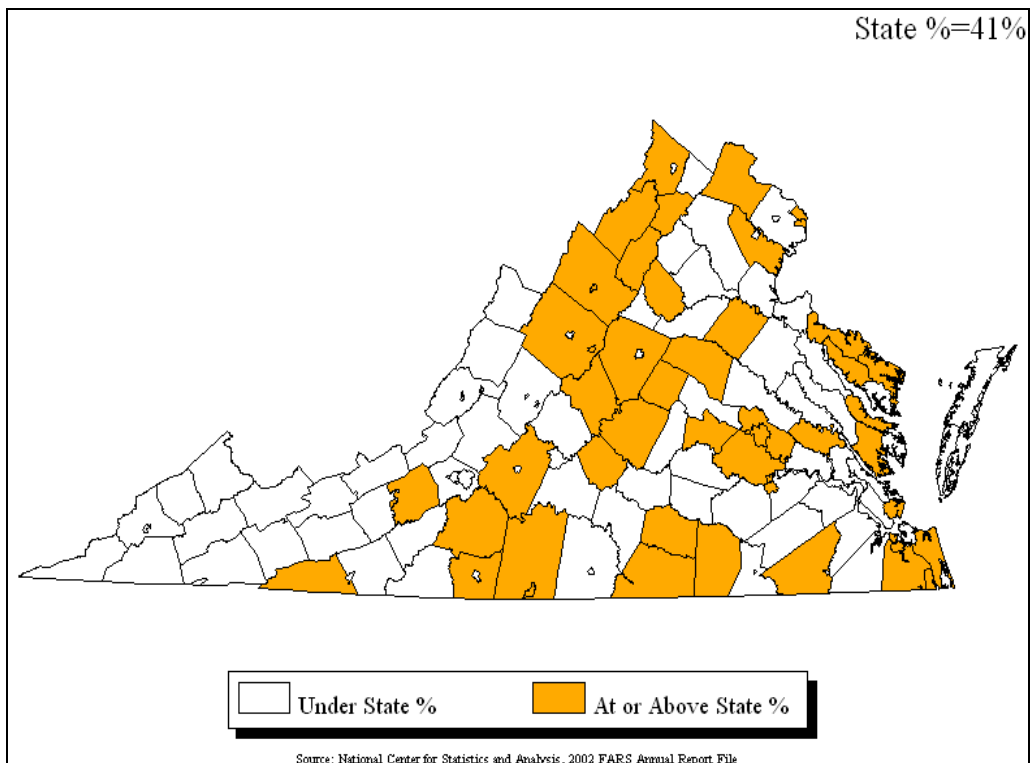 State %=41%
Under State %
At or Above State %
Source: National Center for Statistics and Analysis, 2002 FARS Annual Report File